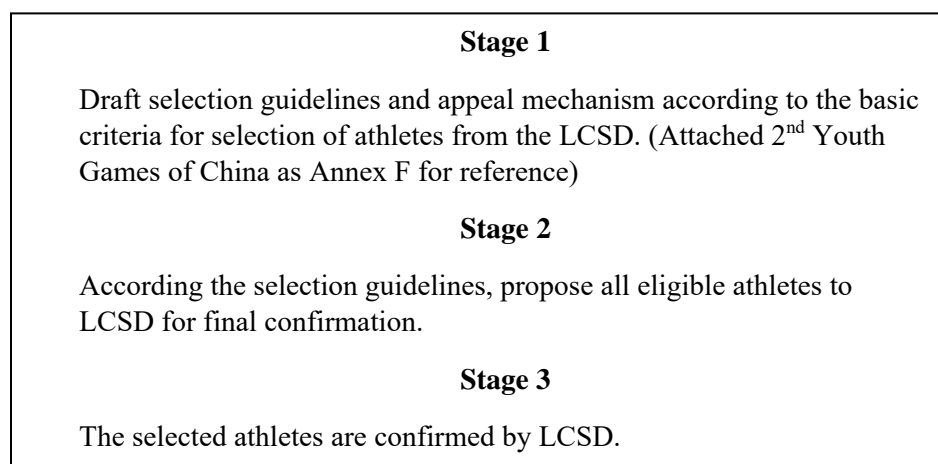 Stage 1
Draft selection guidelines and appeal mechanism according to the basic
criteria for selection of athletes from the LCSD. (Attached 2nd Youth
Games of China as Annex F for reference)
Stage 2
According the selection guidelines, propose all eligible athletes to
LCSD for final confirmation.
Stage 3
The selected athletes are confirmed by LCSD.